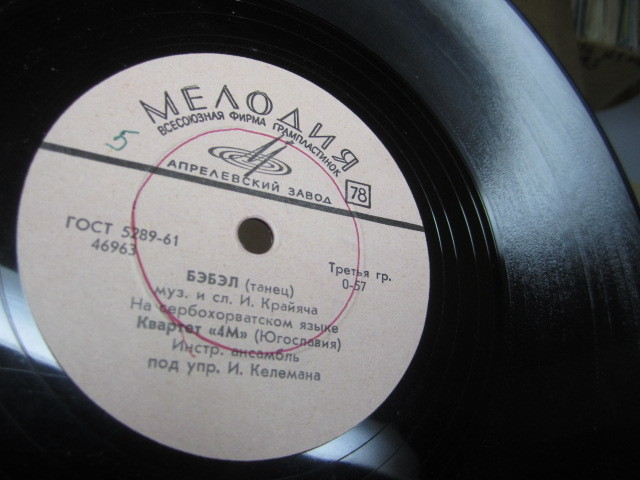 МЕЛОДИЯ
ВСЕСОЮЗНАЯ ФИРМА ГРАМПЛАСТИНОК
5
АПРЕЛЕВСКИЙ ЗАВОД 78
ГОСТ 5289-61
46963
Третья гр.
0-57
БЭБЭЛ (танец)
муз. и сл. И. Крайяча
На сербохорватском языке
Квартет «4М» (Югославия)
Инстр. ансамбль
под упр. И. Келемана